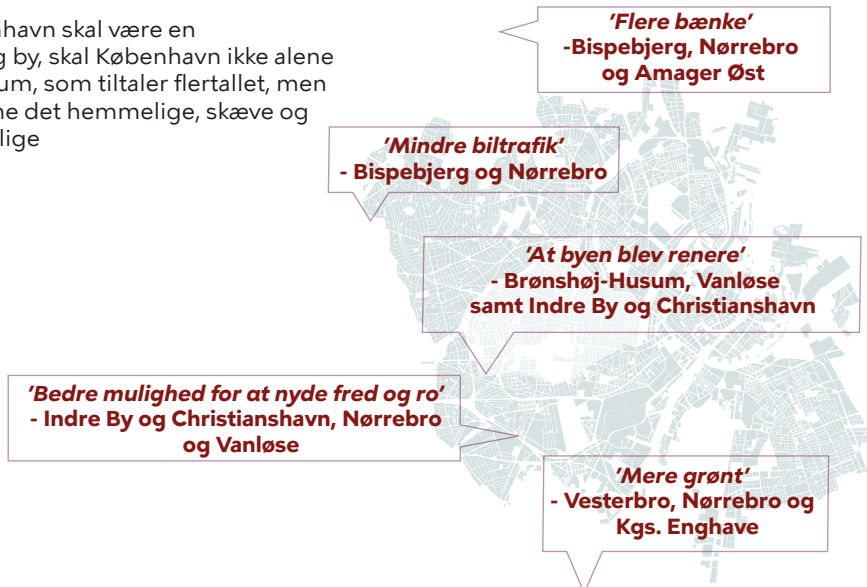 havn skal være en
by, skal København ikke alene
um, som tiltaler flertallet, men
det hemmelige, skæve og
lige
'Flere bænke'
-Bispebjerg, Nørrebro
og Amager Øst
'Mindre biltrafik'
- Bispebjerg og Nørrebro
'At byen blev renere'
- Brønshøj-Husum, Vanløse
samt Indre By og Christianshavn
'Bedre mulighed for at nyde fred og ro'
- Indre By og Christianshavn, Nørrebro
og Vanløse
'Mere grønt'
- Vesterbro, Nørrebro og
Kgs. Enghave